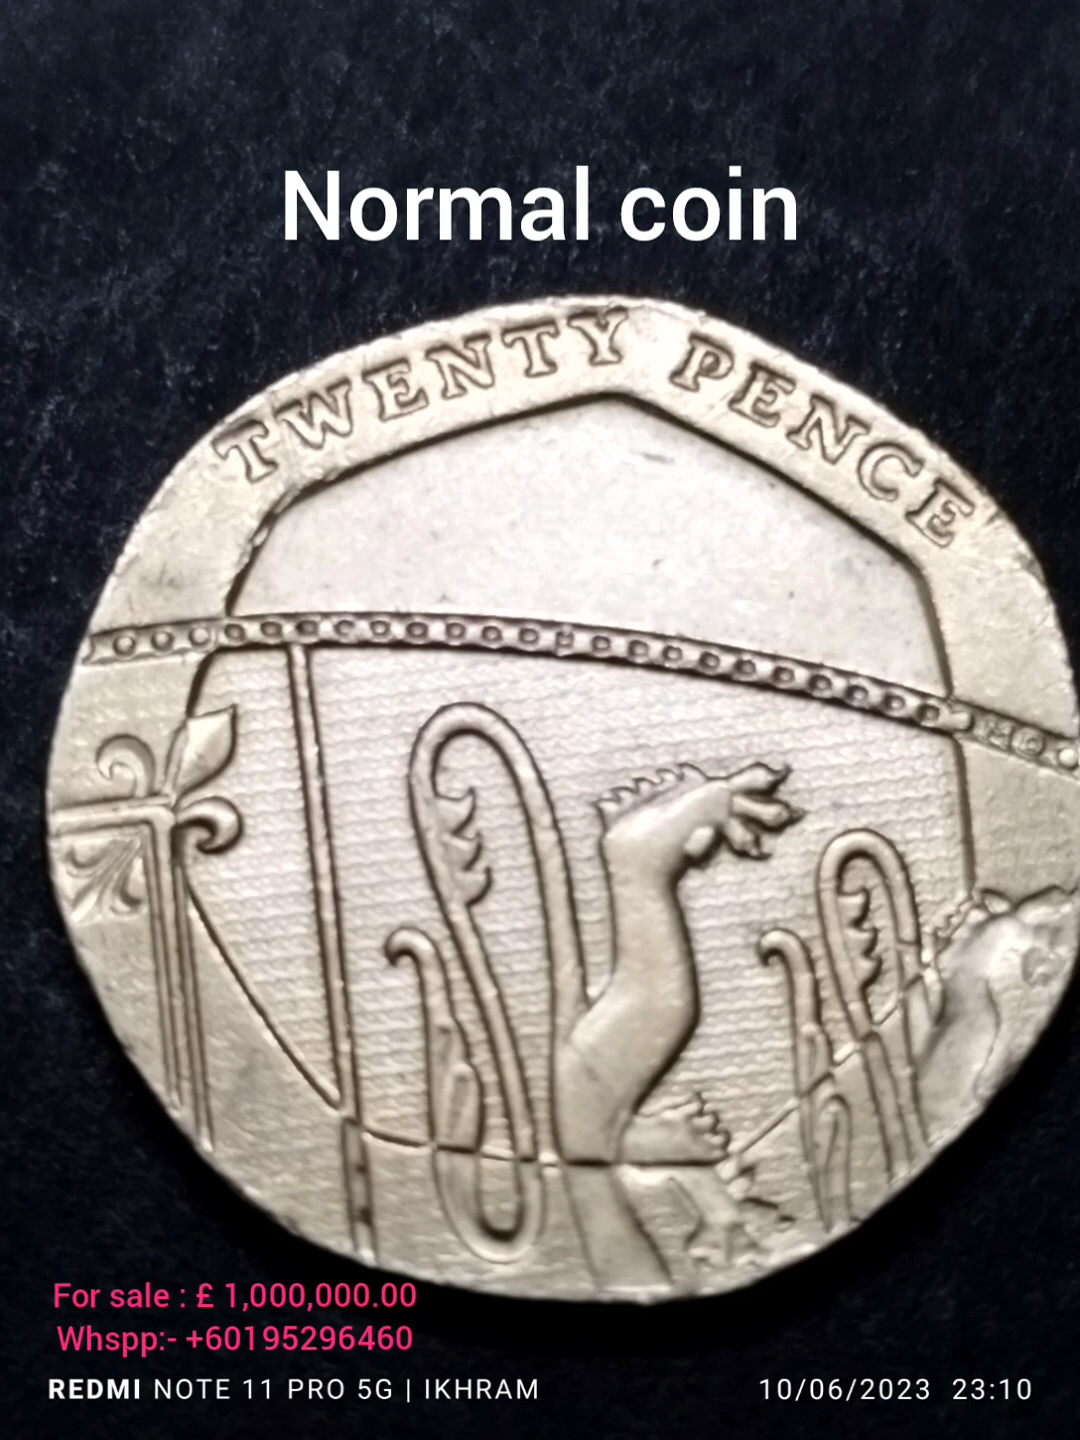 Normal coin
TWENTY PENCE
For sale : £ 1,000,000.00
Whspp:- +60195296460
REDMI NOTE 11 PRO 5G | IKHRAM
10/06/2023 23:10